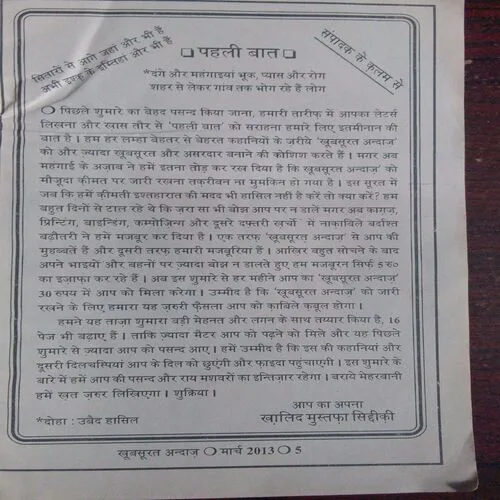 सितारों से आगे जहां और भी हैं
अभी इश्क़ के इम्तिहां और भी हैं
पहली बात
संपादक के कलम से
*दंगे और महंगाइयां भूक, प्यास और रोग
शहर से लेकर गांव तक भोग रहे हैं लोग
पिछले शुमारे का बेहद पसन्द किया जाना, हमारी तारीफ़ में आपका लेटर्स
लिखना और ख़ास तौर से 'पहली बात' को सराहना हमारे लिए इतमीनान की
बात है। हम हर लम्हा बेहतर से बेहतर कहानियों के जरीये 'खूबसूरत अन्दाज़'
को और ज़्यादा खूबसूरत और असरदार बनाने की कोशिश करते हैं। मगर अब
महंगाई के अज़ाब ने हमें इतना तोड़ कर रख दिया है कि खूबसूरत अन्दाज़ को
मौजूदा कीमत पर जारी रखना तकरीबन ना मुमकिन हो गया है। इस सूरत में
जब कि हमें कीमती इश्तहारात की मदद भी हासिल नहीं है करें तो क्या करें? हम
बहुत दिनों से टाल रहे थे कि ज़रा सा भी बोझ आप पर न डालें मगर अब काग़ज़,
प्रिन्टिंग, बाइन्डिंग, कम्पोजिन्ग और दूसरे दफ्तरी खर्चों में नाकाबिले बर्दाश्त
बढ़ौतरी ने हमें मजबूर कर दिया है। एक तरफ़ 'खूबसूरत अन्दाज़' से आप की
मुहब्बतें हैं और दूसरी तरफ़ हमारी मजबूरियां हैं। आख़िर बहुत सोचने के बाद
अपने भाइयों और बहनों पर ज़्यादा बोझ न डालते हुए हम मजबूरन सिर्फ 5 रु०
का इजाफा कर रहे हैं। अब इस शुमारे से हर महीने आप का 'खूबसूरत अन्दाज़'
30 रुपय में आप को मिला करेगा। उम्मीद है कि 'खूबसूरत अन्दाज़' को जारी
रखने के लिए हमारा यह ज़रूरी फ़ैसला आप को क़ाबिले कबूल होगा।
हमने यह ताज़ा शुमारा बड़ी मेहनत और लगन के साथ तय्यार किया है, 16
पेज भी बढ़ाए हैं। ताकि ज़्यादा मैटर आप को पढ़ने को मिले और यह पिछले
शुमारे से ज़्यादा आप को पसन्द आए। हमें उम्मीद है कि इस की कहानियां और
दूसरी दिलचस्पियां आप के दिल को छुएंगी और फाइदा पहुंचाएंगी। इस शुमारे के
बारे में हमें आप की पसन्द और राय मशवरों का इन्तिज़ार रहेगा। बराये मेहरबानी
हमें ख़त ज़रुर लिखिएगा। शुक्रिया।
आप का अपना
*दोहा : उबैद हासिल
ख़ालिद मुस्तफ़ा सिद्दीकी
खूबसूरत अन्दाज़ ❍ मार्च 2013 ❍ 5